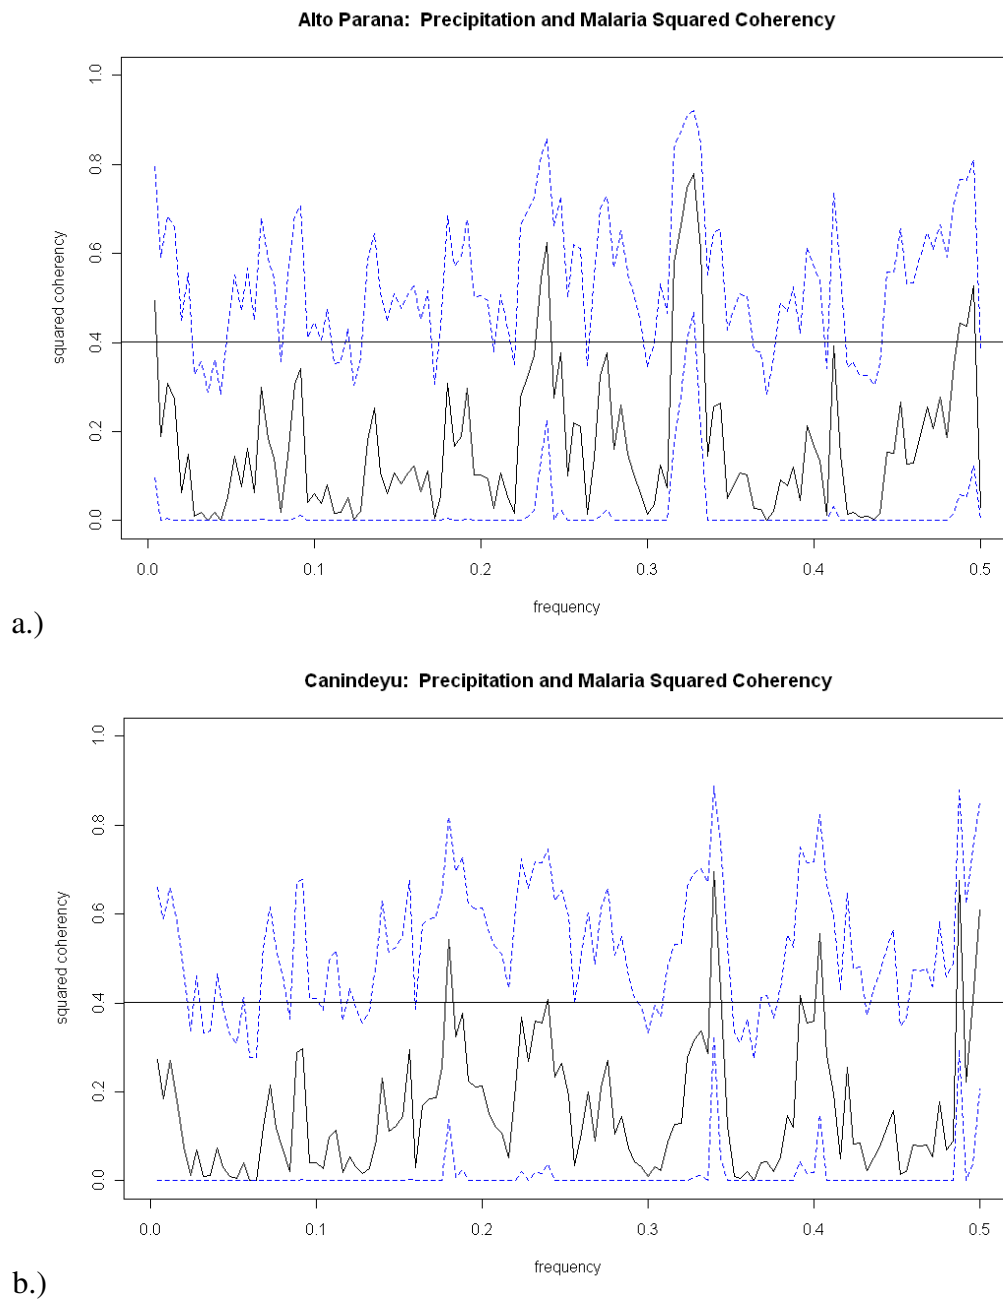 Alto Parana:  Precipitation and Malaria Squared Coherency
squared coherency
1.0
0.8
0.6
0.4
0.2
0.0
0.0 0.1 0.2 0.3 0.4 0.5
frequency
a.)
Canindeyu:  Precipitation and Malaria Squared Coherency
squared coherency
1.0
0.8
0.6
0.4
0.2
0.0
0.0 0.1 0.2 0.3 0.4 0.5
frequency
b.)